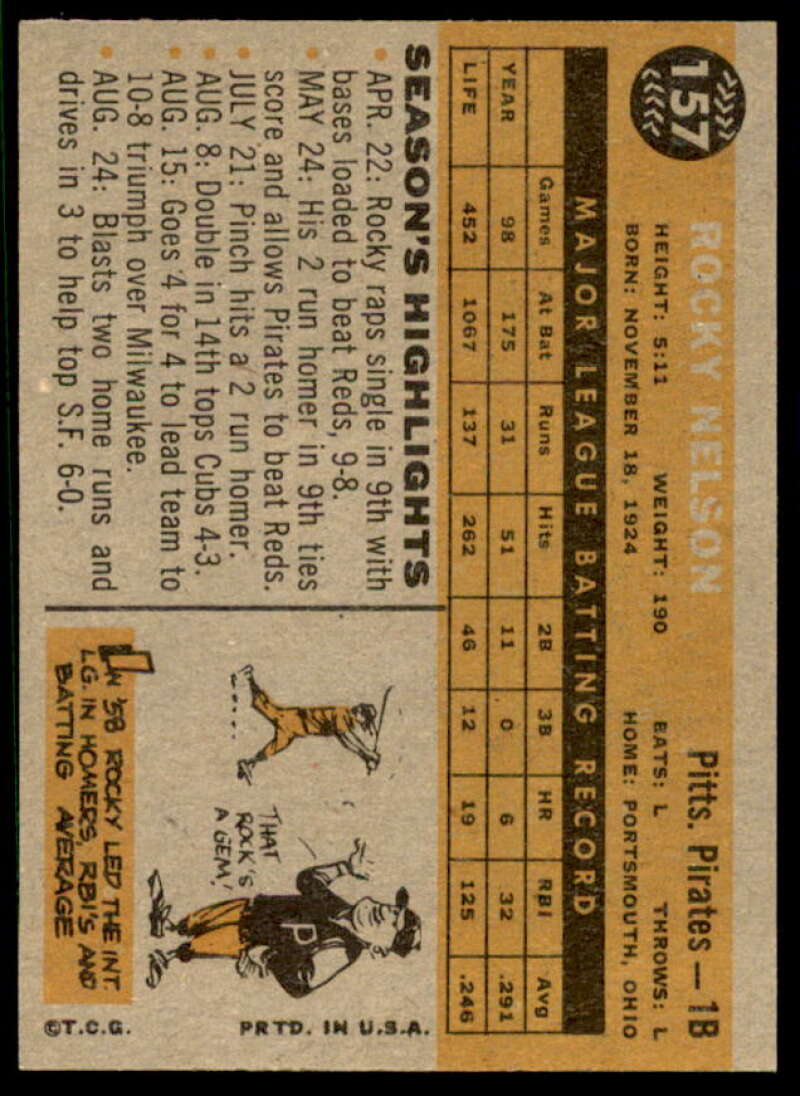 157
ROCKY NELSON
Pitts. Pirates — 1B
HEIGHT: 5:11 WEIGHT: 190 BATS: L THROWS: L
BORN: NOVEMBER 18, 1924 HOME: PORTSMOUTH, OHIO
MAJOR LEAGUE BATTING RECORD
Games At Bat Runs Hits 2B 3B HR RBI Avg
YEAR 98 175 31 51 11 0 6 32 .291
LIFE 452 1067 137 262 46 12 19 125 .246
SEASON'S HIGHLIGHTS
• APR. 22: Rocky raps single in 9th with
bases loaded to beat Reds, 9-8.
• MAY 24: His 2 run homer in 9th ties
score and allows Pirates to beat Reds.
• JULY 21: Pinch hits a 2 run homer.
• AUG. 8: Double in 14th tops Cubs 4-3.
• AUG. 15: Goes 4 for 4 to lead team to
10-8 triumph over Milwaukee.
• AUG. 24: Blasts two home runs and
drives in 3 to help top S.F. 6-0.
THAT
ROCK'S
A GEM!
P
IN '58 ROCKY LED THE INT
LG. IN HOMERS, RBI'S AND
BATTING AVERAGE
©T.C.G. PRTD. IN U.S.A.